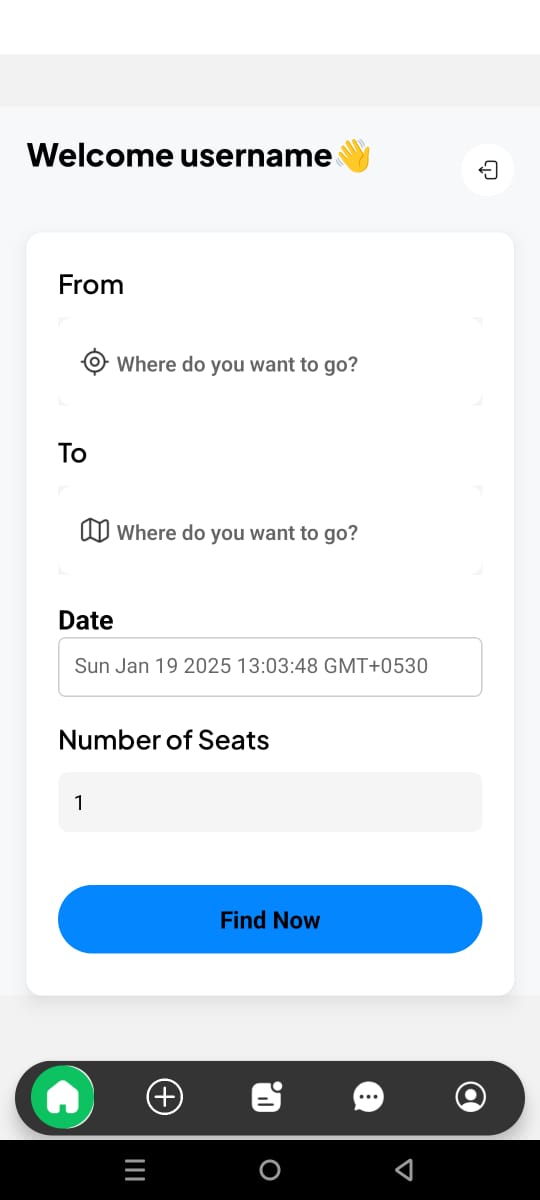 Welcome username👋
From
Where do you want to go?
To
Where do you want to go?
Date
Sun Jan 19 2025 13:03:48 GMT+0530
Number of Seats
1
Find Now